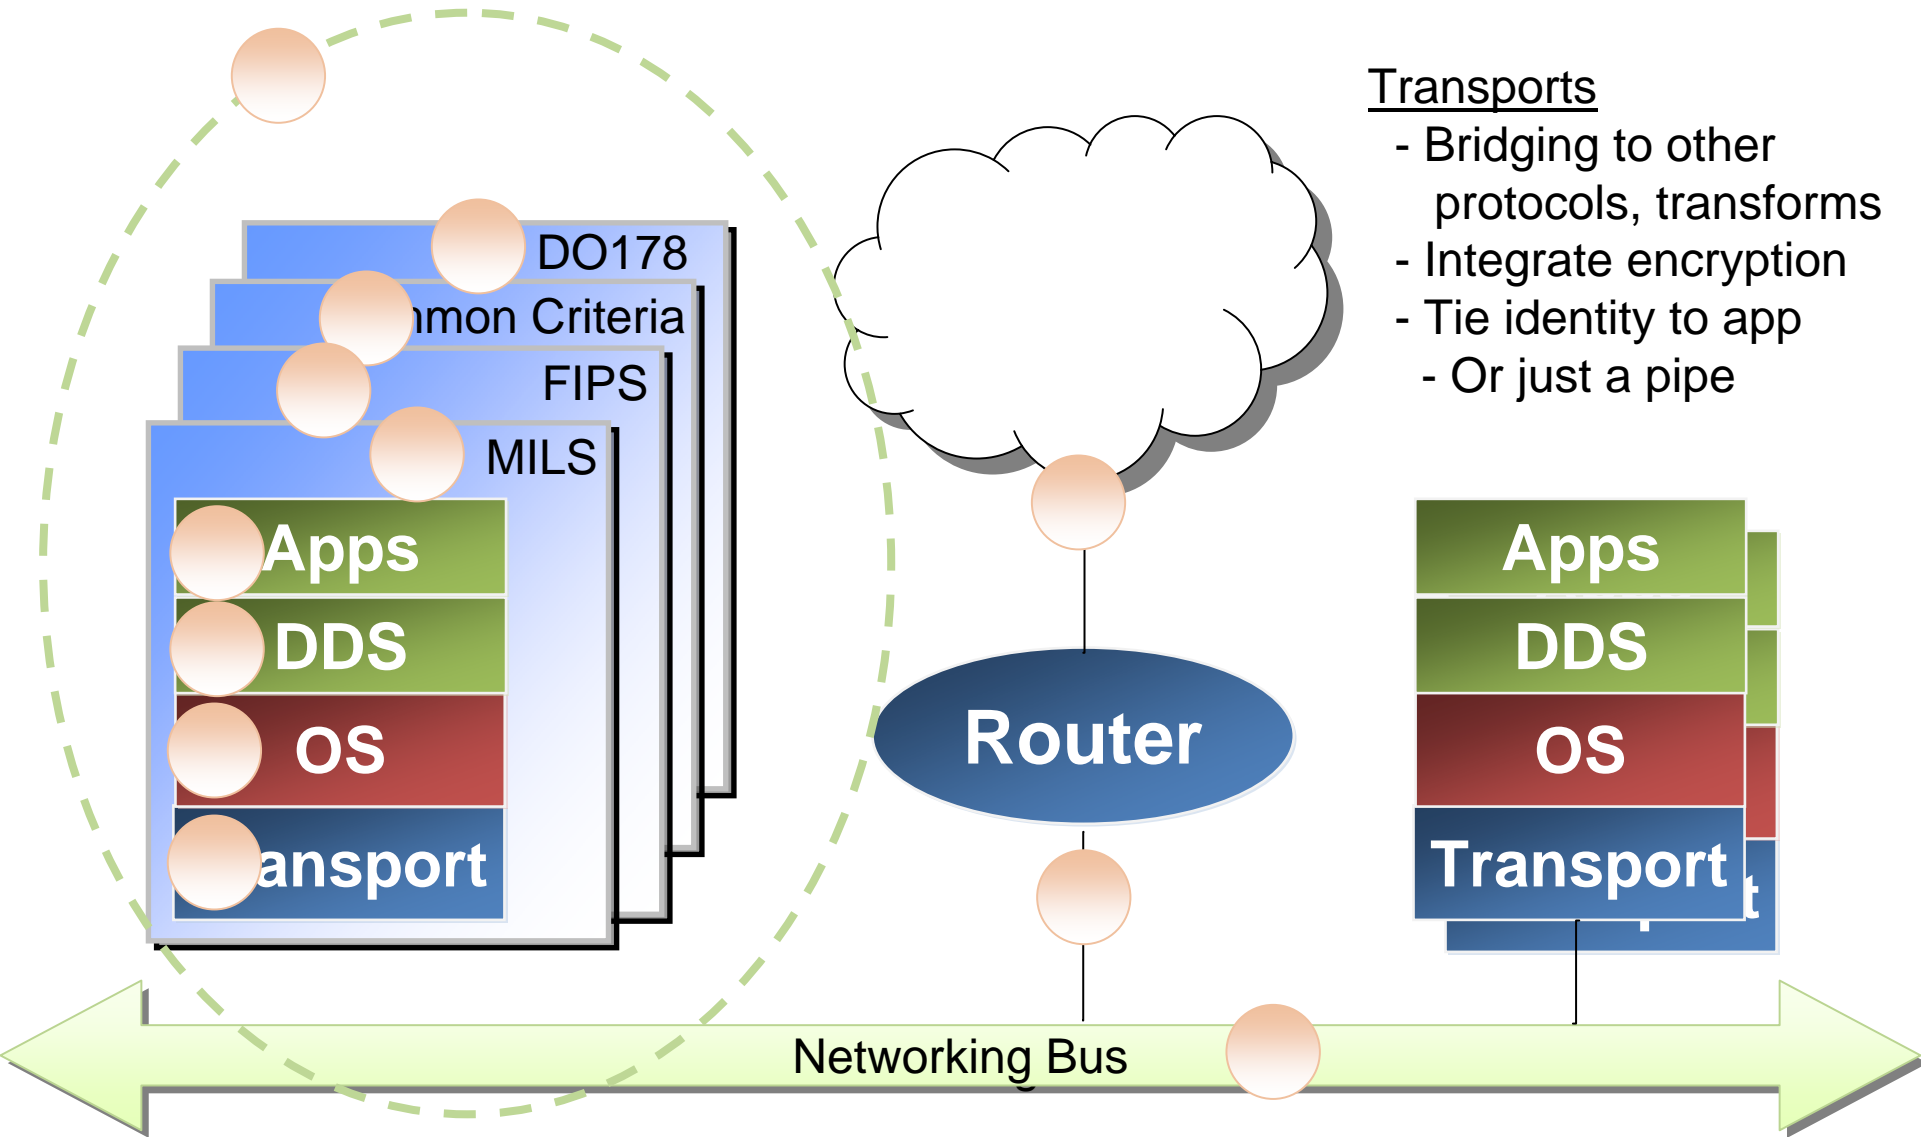 Transports
- Bridging to other
protocols, transforms
- Integrate encryption
- Tie identity to app
- Or just a pipe
DO178
mmon Criteria
FIPS
MILS
Apps
DDS
OS
ansport
Router
Apps
DDS
OS
Transport
t
Networking Bus